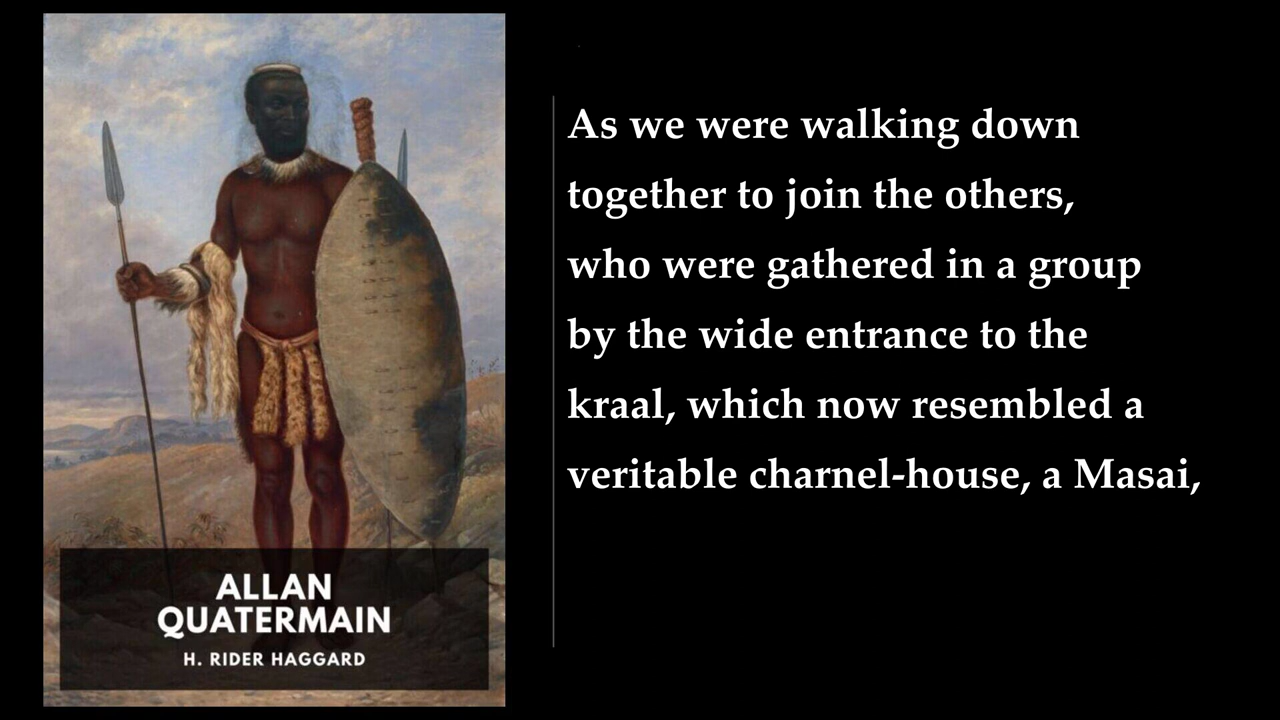 ALLAN
QUATERMAIN
H. RIDER HAGGARD
As we were walking down
together to join the others,
who were gathered in a group
by the wide entrance to the
kraal, which now resembled a
veritable charnel-house, a Masai,